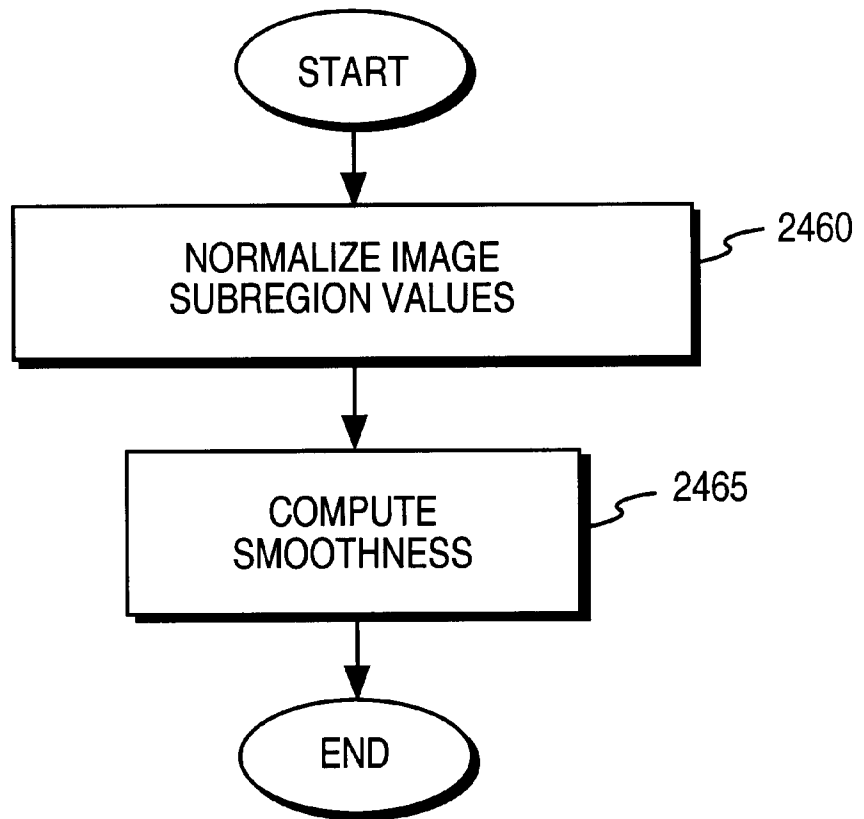 START
NORMALIZE IMAGE
SUBREGION VALUES
2460
COMPUTE
SMOOTHNESS
2465
END